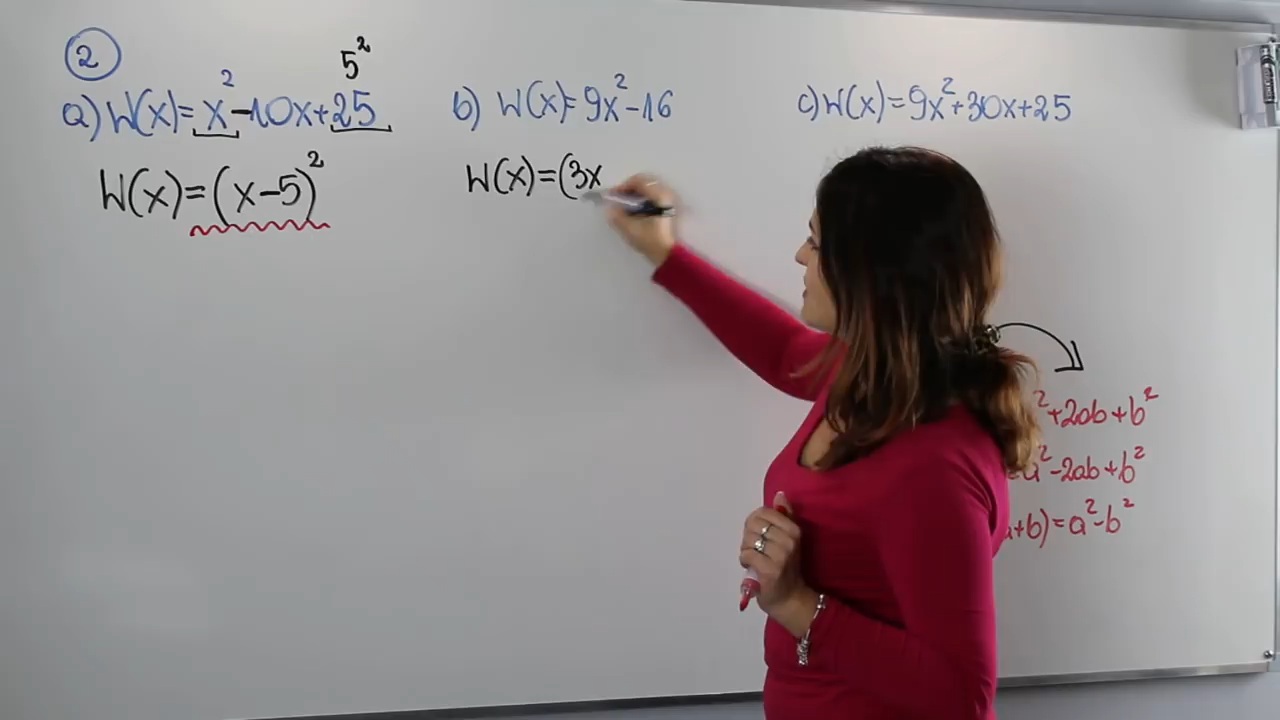 2
5²
a) W(x)=x²-10x+25
W(x)=(x-5)²
b) W(x)=9x²-16
W(x)=(3x
c) W(x)=9x²+30x+25
²+2ab+b²
=a²-2ab+b²
a+b)=a²-b²